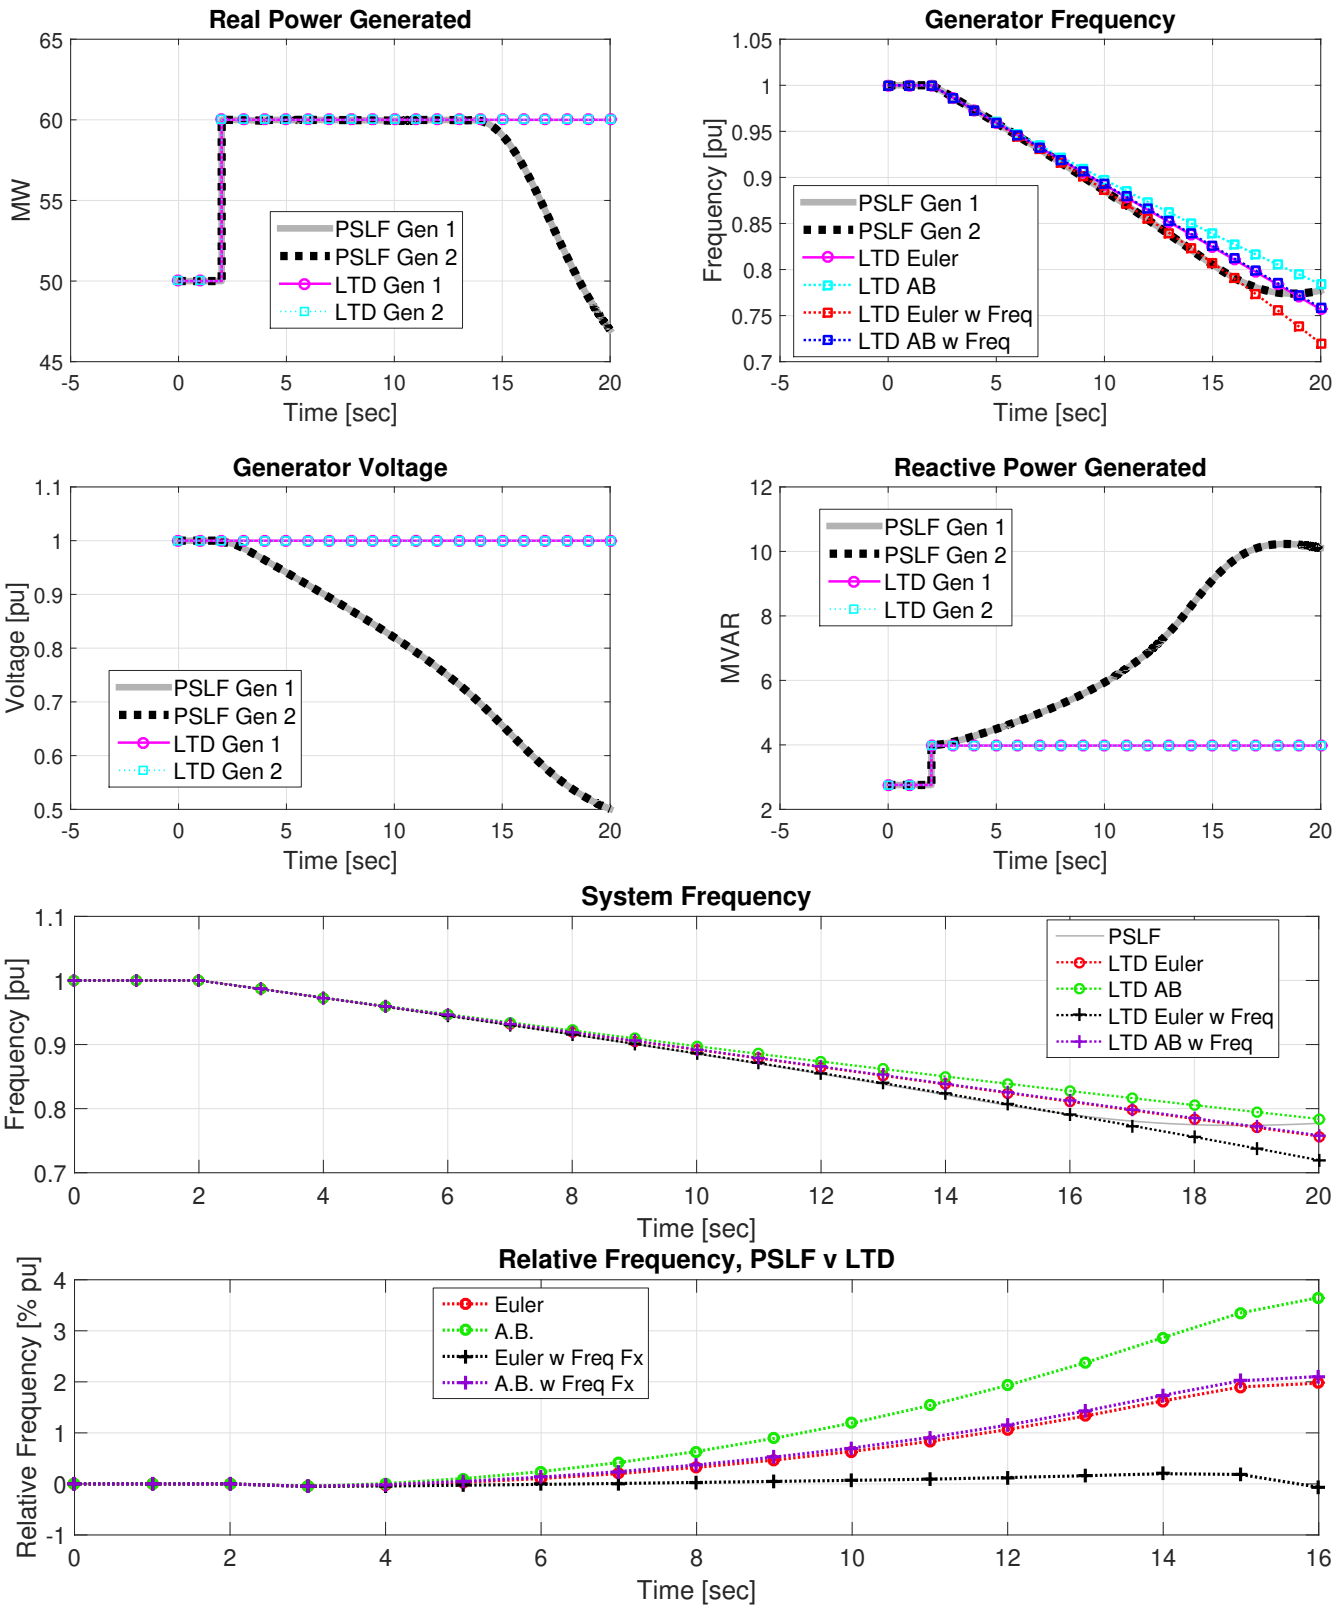 Real Power Generated
65
60
55
50
45
MW
-5 0 5 10 15 20
Time [sec]
PSLF Gen 1
PSLF Gen 2
LTD Gen 1
LTD Gen 2
Generator Frequency
1.05
1
0.95
0.9
0.85
0.8
0.75
0.7
Frequency [pu]
-5 0 5 10 15 20
Time [sec]
PSLF Gen 1
PSLF Gen 2
LTD Euler
LTD AB
LTD Euler w Freq
LTD AB w Freq
Generator Voltage
1.1
1
0.9
0.8
0.7
0.6
0.5
Voltage [pu]
-5 0 5 10 15 20
Time [sec]
PSLF Gen 1
PSLF Gen 2
LTD Gen 1
LTD Gen 2
Reactive Power Generated
12
10
8
6
4
2
MVAR
-5 0 5 10 15 20
Time [sec]
PSLF Gen 1
PSLF Gen 2
LTD Gen 1
LTD Gen 2
System Frequency
1.1
1
0.9
0.8
0.7
Frequency [pu]
0 2 4 6 8 10 12 14 16 18 20
Time [sec]
PSLF
LTD Euler
LTD AB
LTD Euler w Freq
LTD AB w Freq
Relative Frequency, PSLF v LTD
4
3
2
1
0
-1
Relative Frequency [% pu]
0 2 4 6 8 10 12 14 16
Time [sec]
Euler
A.B.
Euler w Freq Fx
A.B. w Freq Fx